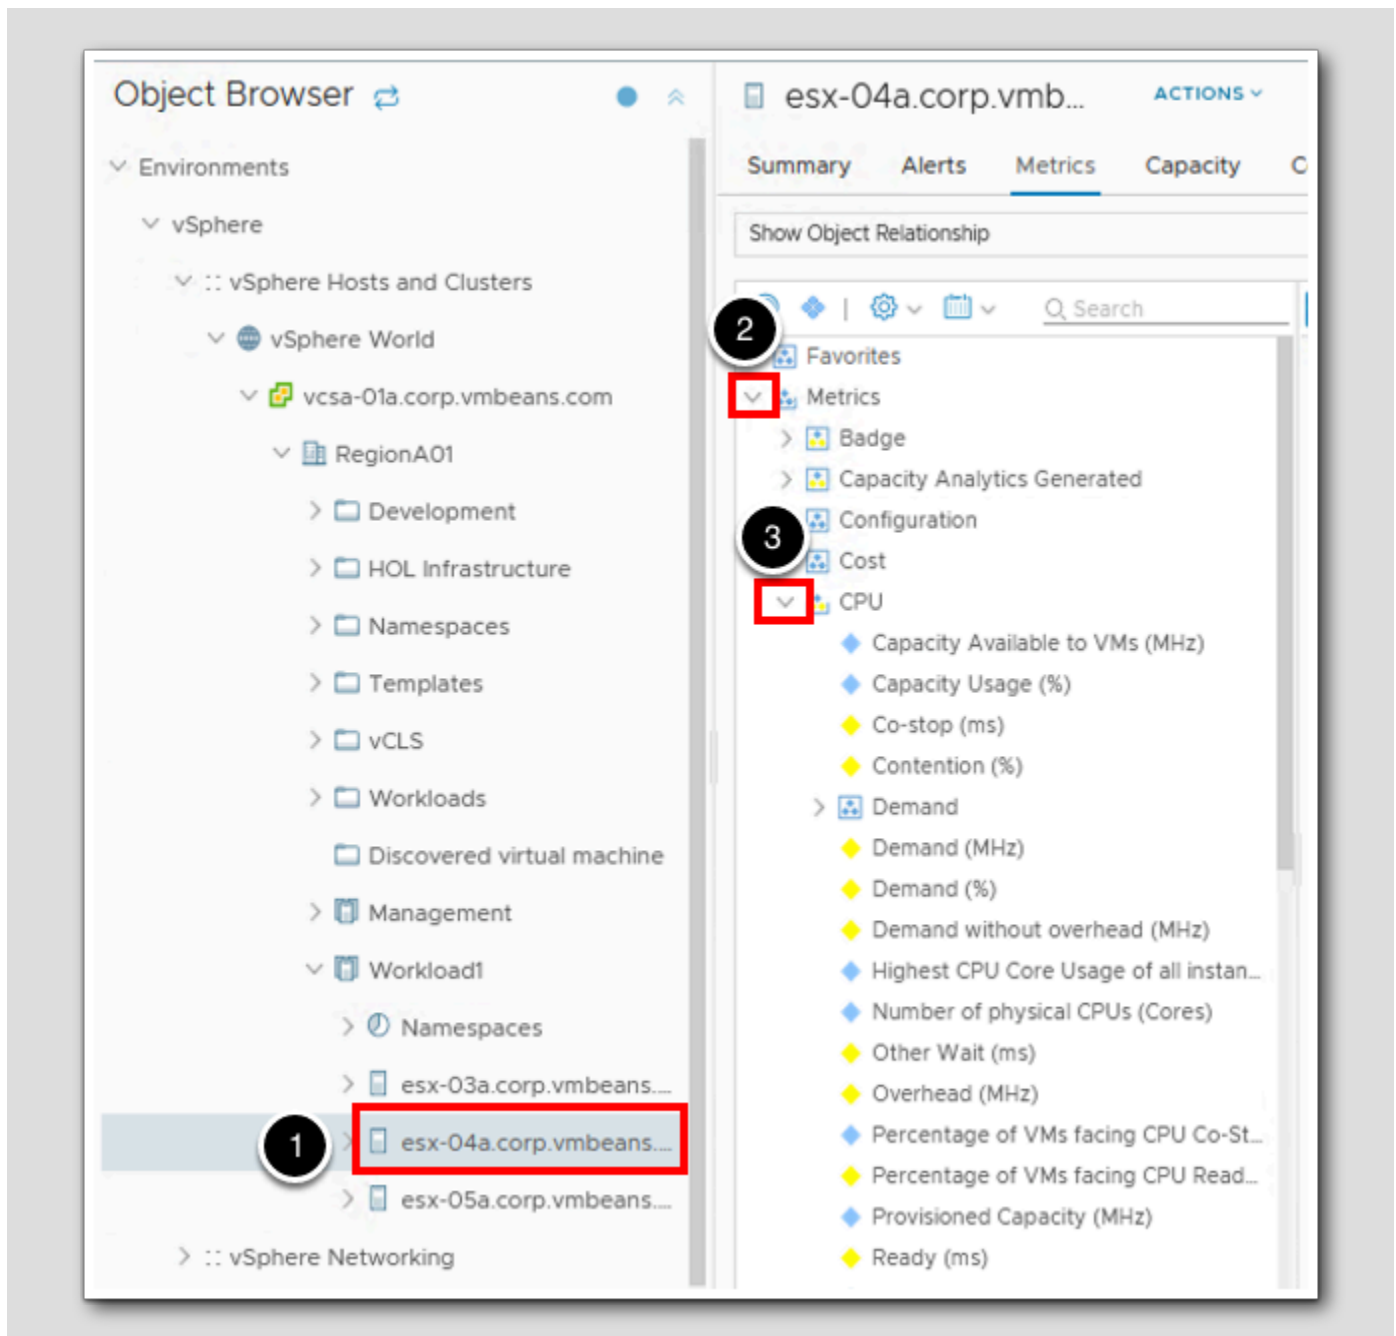 Object Browser
Environments
vSphere
:: vSphere Hosts and Clusters
vSphere World
vcsa-01a.corp.vmbeans.com
RegionA01
Development
HOL Infrastructure
Namespaces
Templates
vCLS
Workloads
Discovered virtual machine
Management
Workload1
Namespaces
esx-03a.corp.vmbeans....
1
esx-04a.corp.vmbeans....
esx-05a.corp.vmbeans....
:: vSphere Networking
esx-04a.corp.vmb...
ACTIONS
Summary Alerts Metrics Capacity
Show Object Relationship
Search
2
Favorites
Metrics
Badge
Capacity Analytics Generated
Configuration
3
Cost
CPU
Capacity Available to VMs (MHz)
Capacity Usage (%)
Co-stop (ms)
Contention (%)
Demand
Demand (MHz)
Demand (%)
Demand without overhead (MHz)
Highest CPU Core Usage of all instan...
Number of physical CPUs (Cores)
Other Wait (ms)
Overhead (MHz)
Percentage of VMs facing CPU Co-St...
Percentage of VMs facing CPU Read...
Provisioned Capacity (MHz)
Ready (ms)